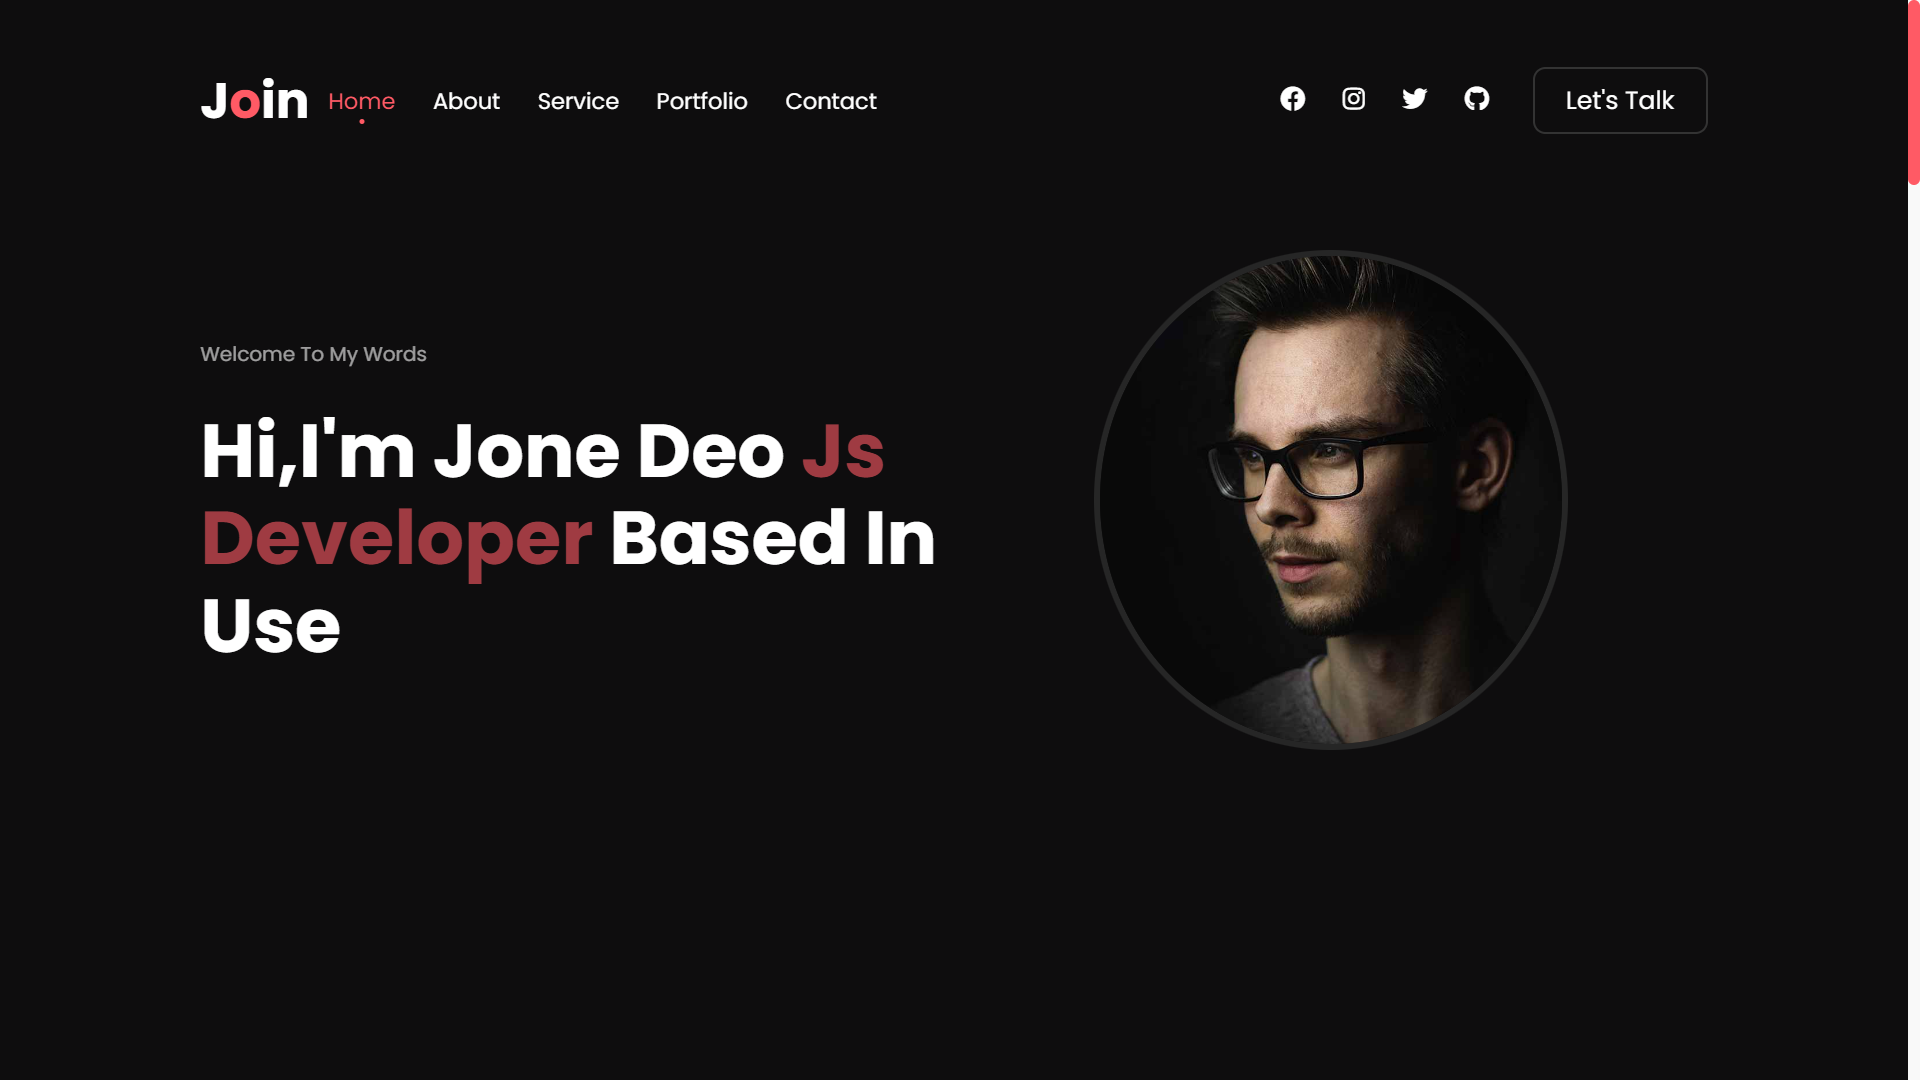 Join Home About Service Portfolio Contact Let's Talk
Welcome To My Words
Hi,I'm Jone Deo Js
Developer Based In
Use